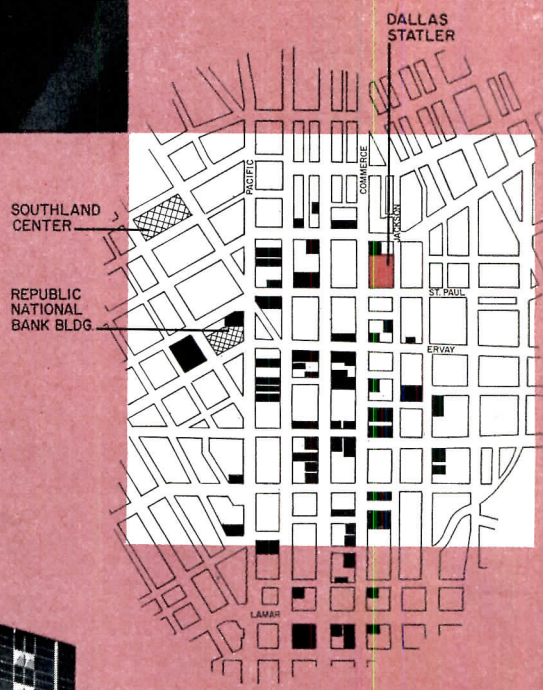 DALLAS
STATLER
PACIFIC
COMMERCE
JACKSON
SOUTHLAND
CENTER
ST. PAUL
REPUBLIC
NATIONAL
BANK BLDG.
ERVAY
LAMAR